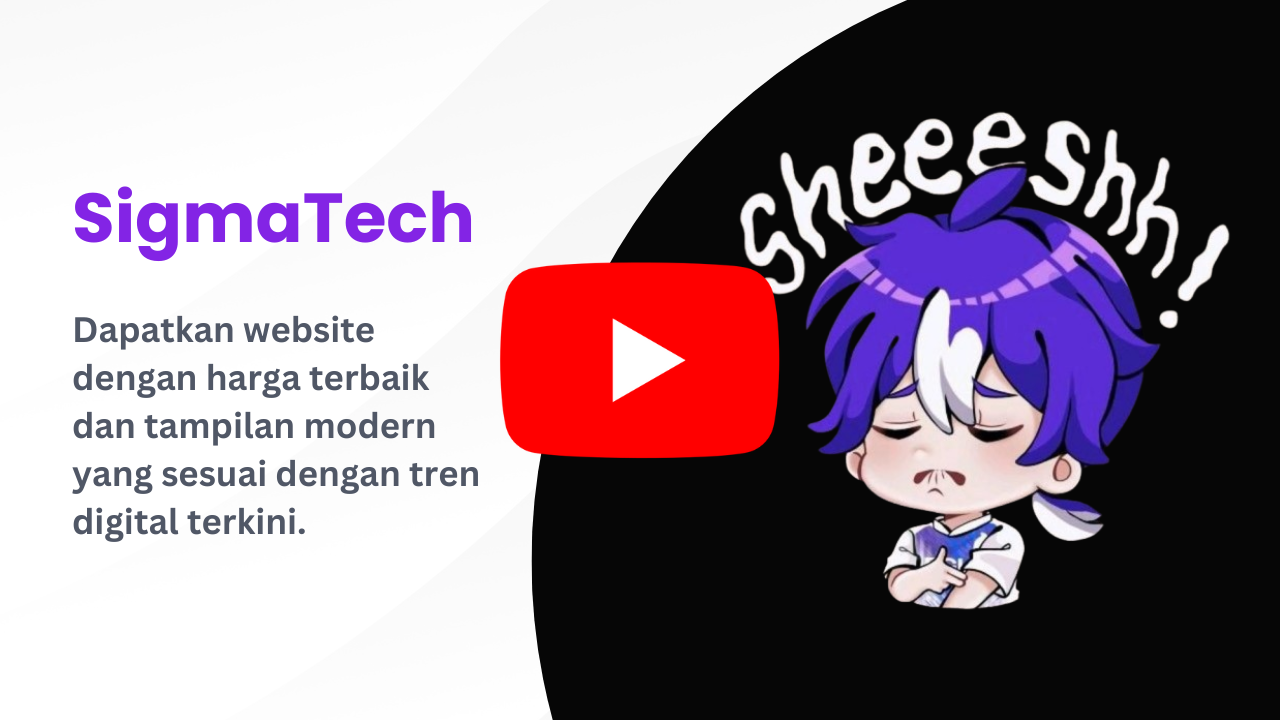 SigmaTech
Dapatkan website
dengan harga terbaik
dan tampilan modern
yang sesuai dengan tren
digital terkini.
sheeeshh!